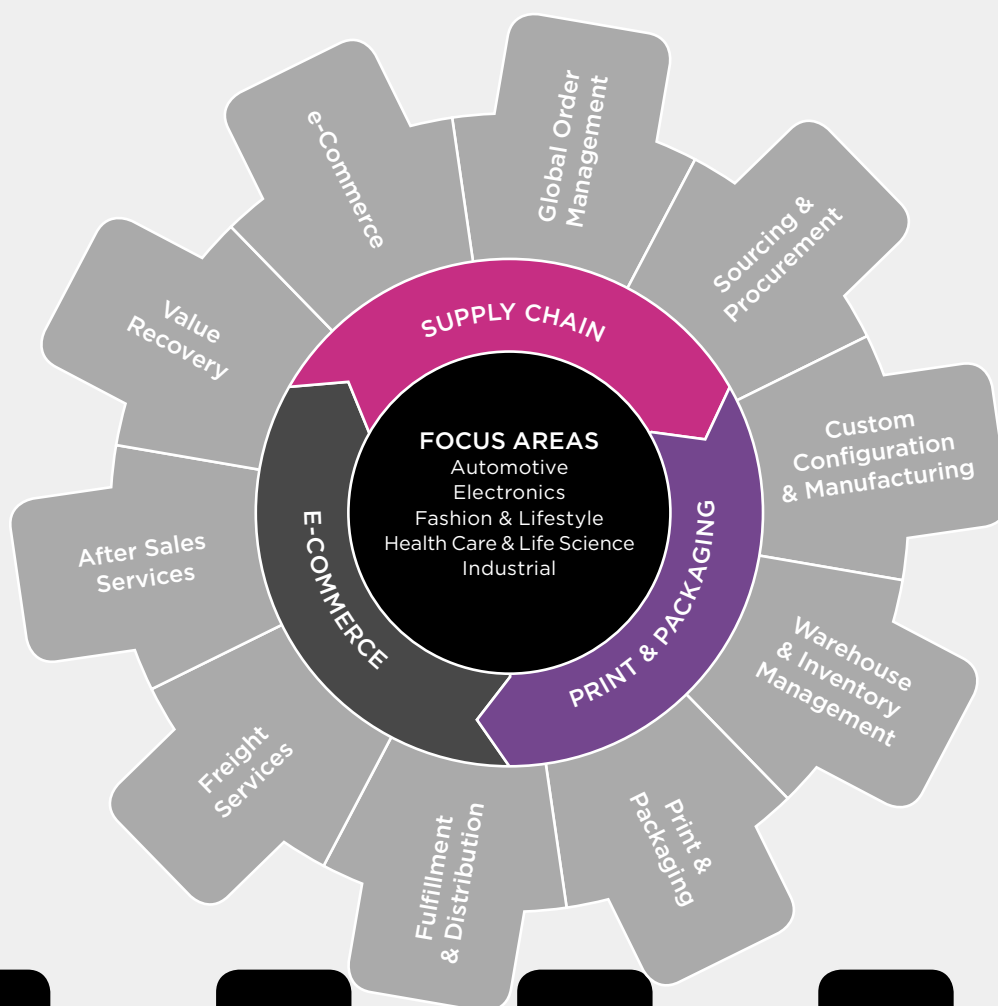 e-Commerce
Global Order
Management
Sourcing &
Procurement
Custom
Configuration
& Manufacturing
Warehouse
& Inventory
Management
Print &
Packaging
Fulfillment
& Distribution
Freight
Services
After Sales
Services
Value
Recovery
SUPPLY CHAIN
PRINT & PACKAGING
E-COMMERCE
FOCUS AREAS
Automotive
Electronics
Fashion & Lifestyle
Health Care & Life Science
Industrial